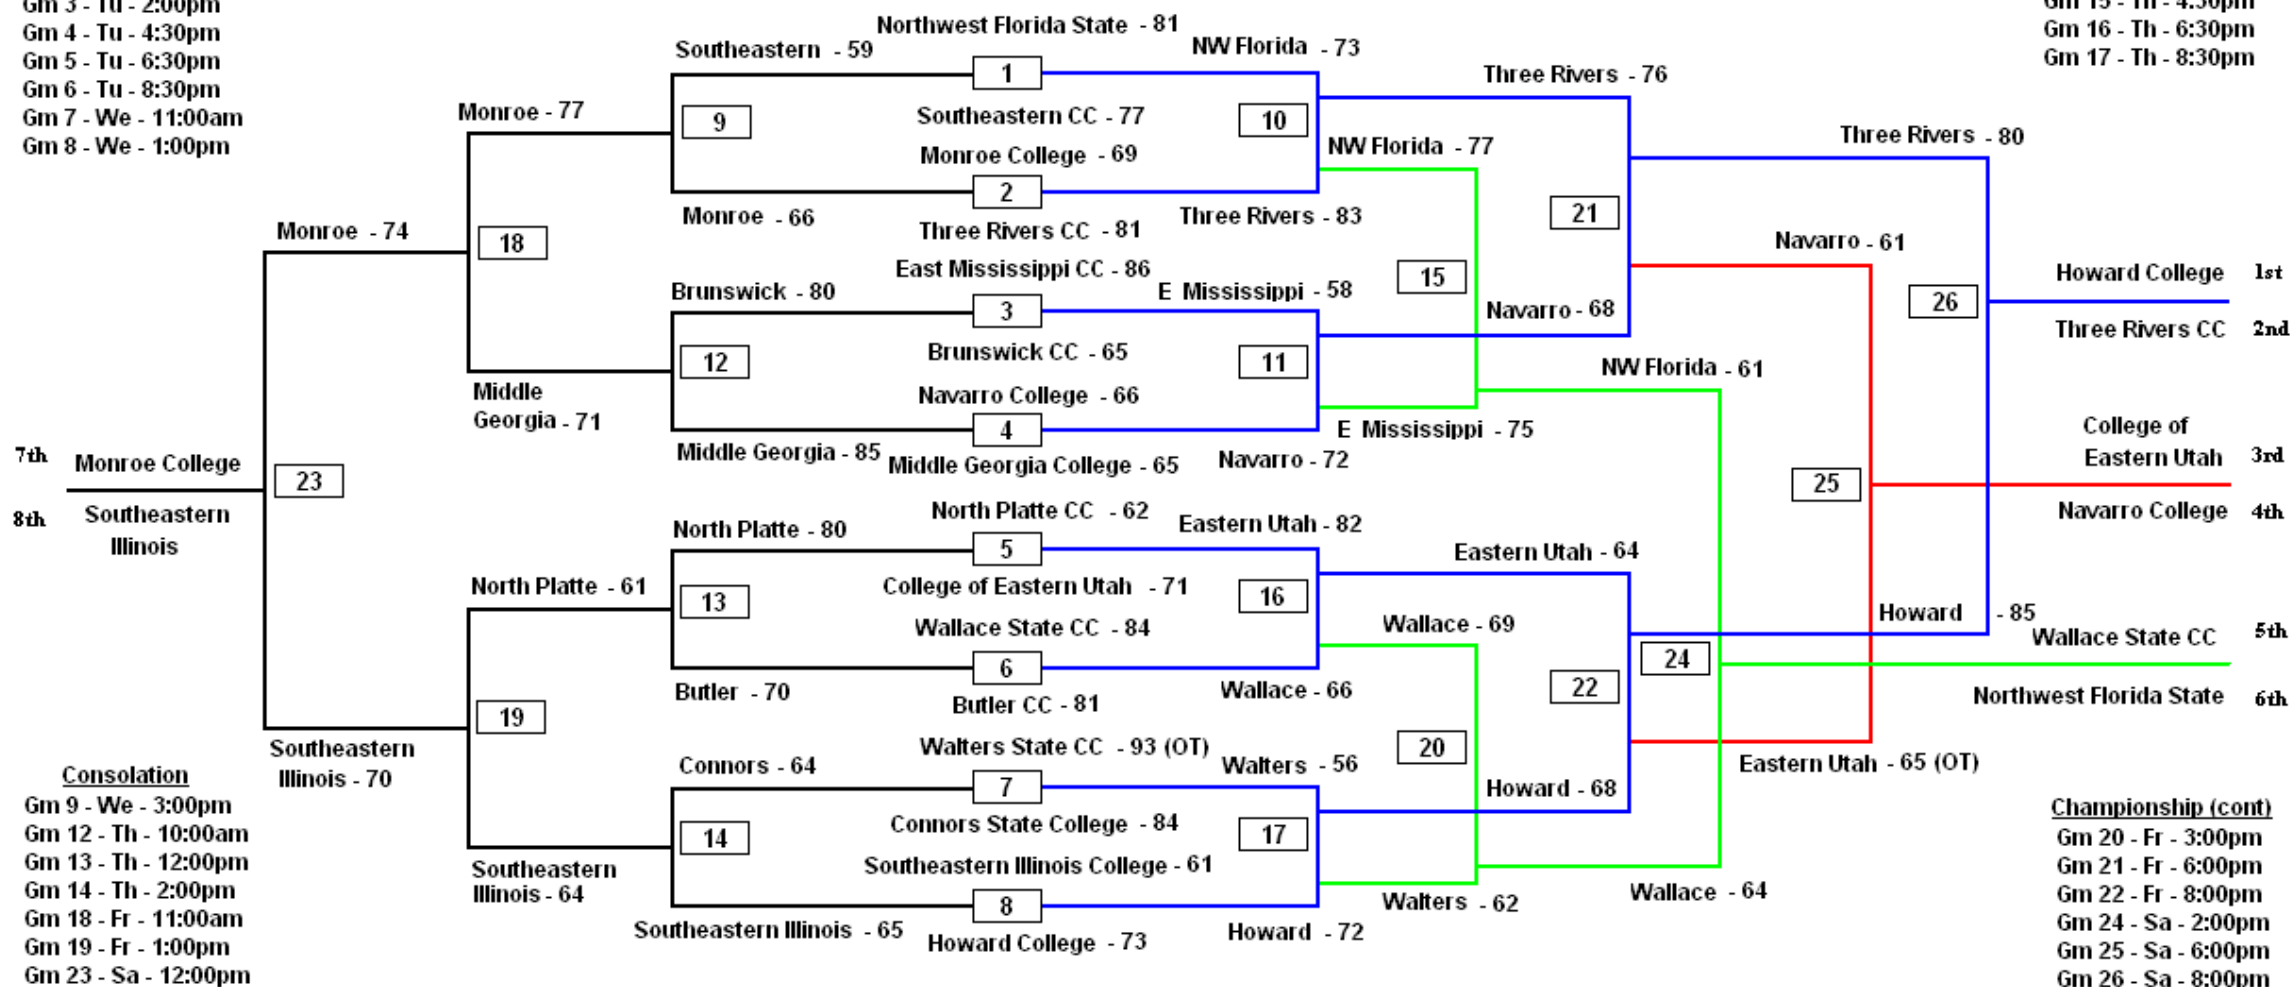 Gm 3 - Tu - 2:00pm
Gm 4 - Tu - 4:30pm
Gm 5 - Tu - 6:30pm
Gm 6 - Tu - 8:30pm
Gm 7 - We - 11:00am
Gm 8 - We - 1:00pm
Gm 15 - Th - 4:30pm
Gm 16 - Th - 6:30pm
Gm 17 - Th - 8:30pm
7th
Monroe College
8th
Southeastern
Illinois
23
Monroe - 74
Southeastern
Illinois - 70
Monroe - 77
18
Middle
Georgia - 71
North Platte - 61
19
Southeastern
Illinois - 64
Southeastern - 59
9
Monroe - 66
Brunswick - 80
12
Middle Georgia - 85
North Platte - 80
13
Butler - 70
Connors - 64
14
Southeastern Illinois - 65
Northwest Florida State - 81
1
Southeastern CC - 77
Monroe College - 69
2
Three Rivers CC - 81
East Mississippi CC - 86
3
Brunswick CC - 65
Navarro College - 66
4
Middle Georgia College - 65
North Platte CC - 62
5
College of Eastern Utah - 71
Wallace State CC - 84
6
Butler CC - 81
Walters State CC - 93 (OT)
7
Connors State College - 84
Southeastern Illinois College - 61
8
Howard College - 73
NW Florida - 73
10
Three Rivers - 83
E Mississippi - 58
11
Navarro - 72
Eastern Utah - 82
16
Wallace - 66
Walters - 56
17
Howard - 72
NW Florida - 77
15
E Mississippi - 75
Wallace - 69
20
Walters - 62
Three Rivers - 76
21
Navarro - 68
Eastern Utah - 64
22
Howard - 68
NW Florida - 61
24
Wallace - 64
Navarro - 61
25
Eastern Utah - 65 (OT)
Three Rivers - 80
26
Howard - 85
Howard College 1st
Three Rivers CC 2nd
College of
Eastern Utah 3rd
Navarro College 4th
Wallace State CC 5th
Northwest Florida State 6th
Consolation
Gm 9 - We - 3:00pm
Gm 12 - Th - 10:00am
Gm 13 - Th - 12:00pm
Gm 14 - Th - 2:00pm
Gm 18 - Fr - 11:00am
Gm 19 - Fr - 1:00pm
Gm 23 - Sa - 12:00pm
Championship (cont)
Gm 20 - Fr - 3:00pm
Gm 21 - Fr - 6:00pm
Gm 22 - Fr - 8:00pm
Gm 24 - Sa - 2:00pm
Gm 25 - Sa - 6:00pm
Gm 26 - Sa - 8:00pm